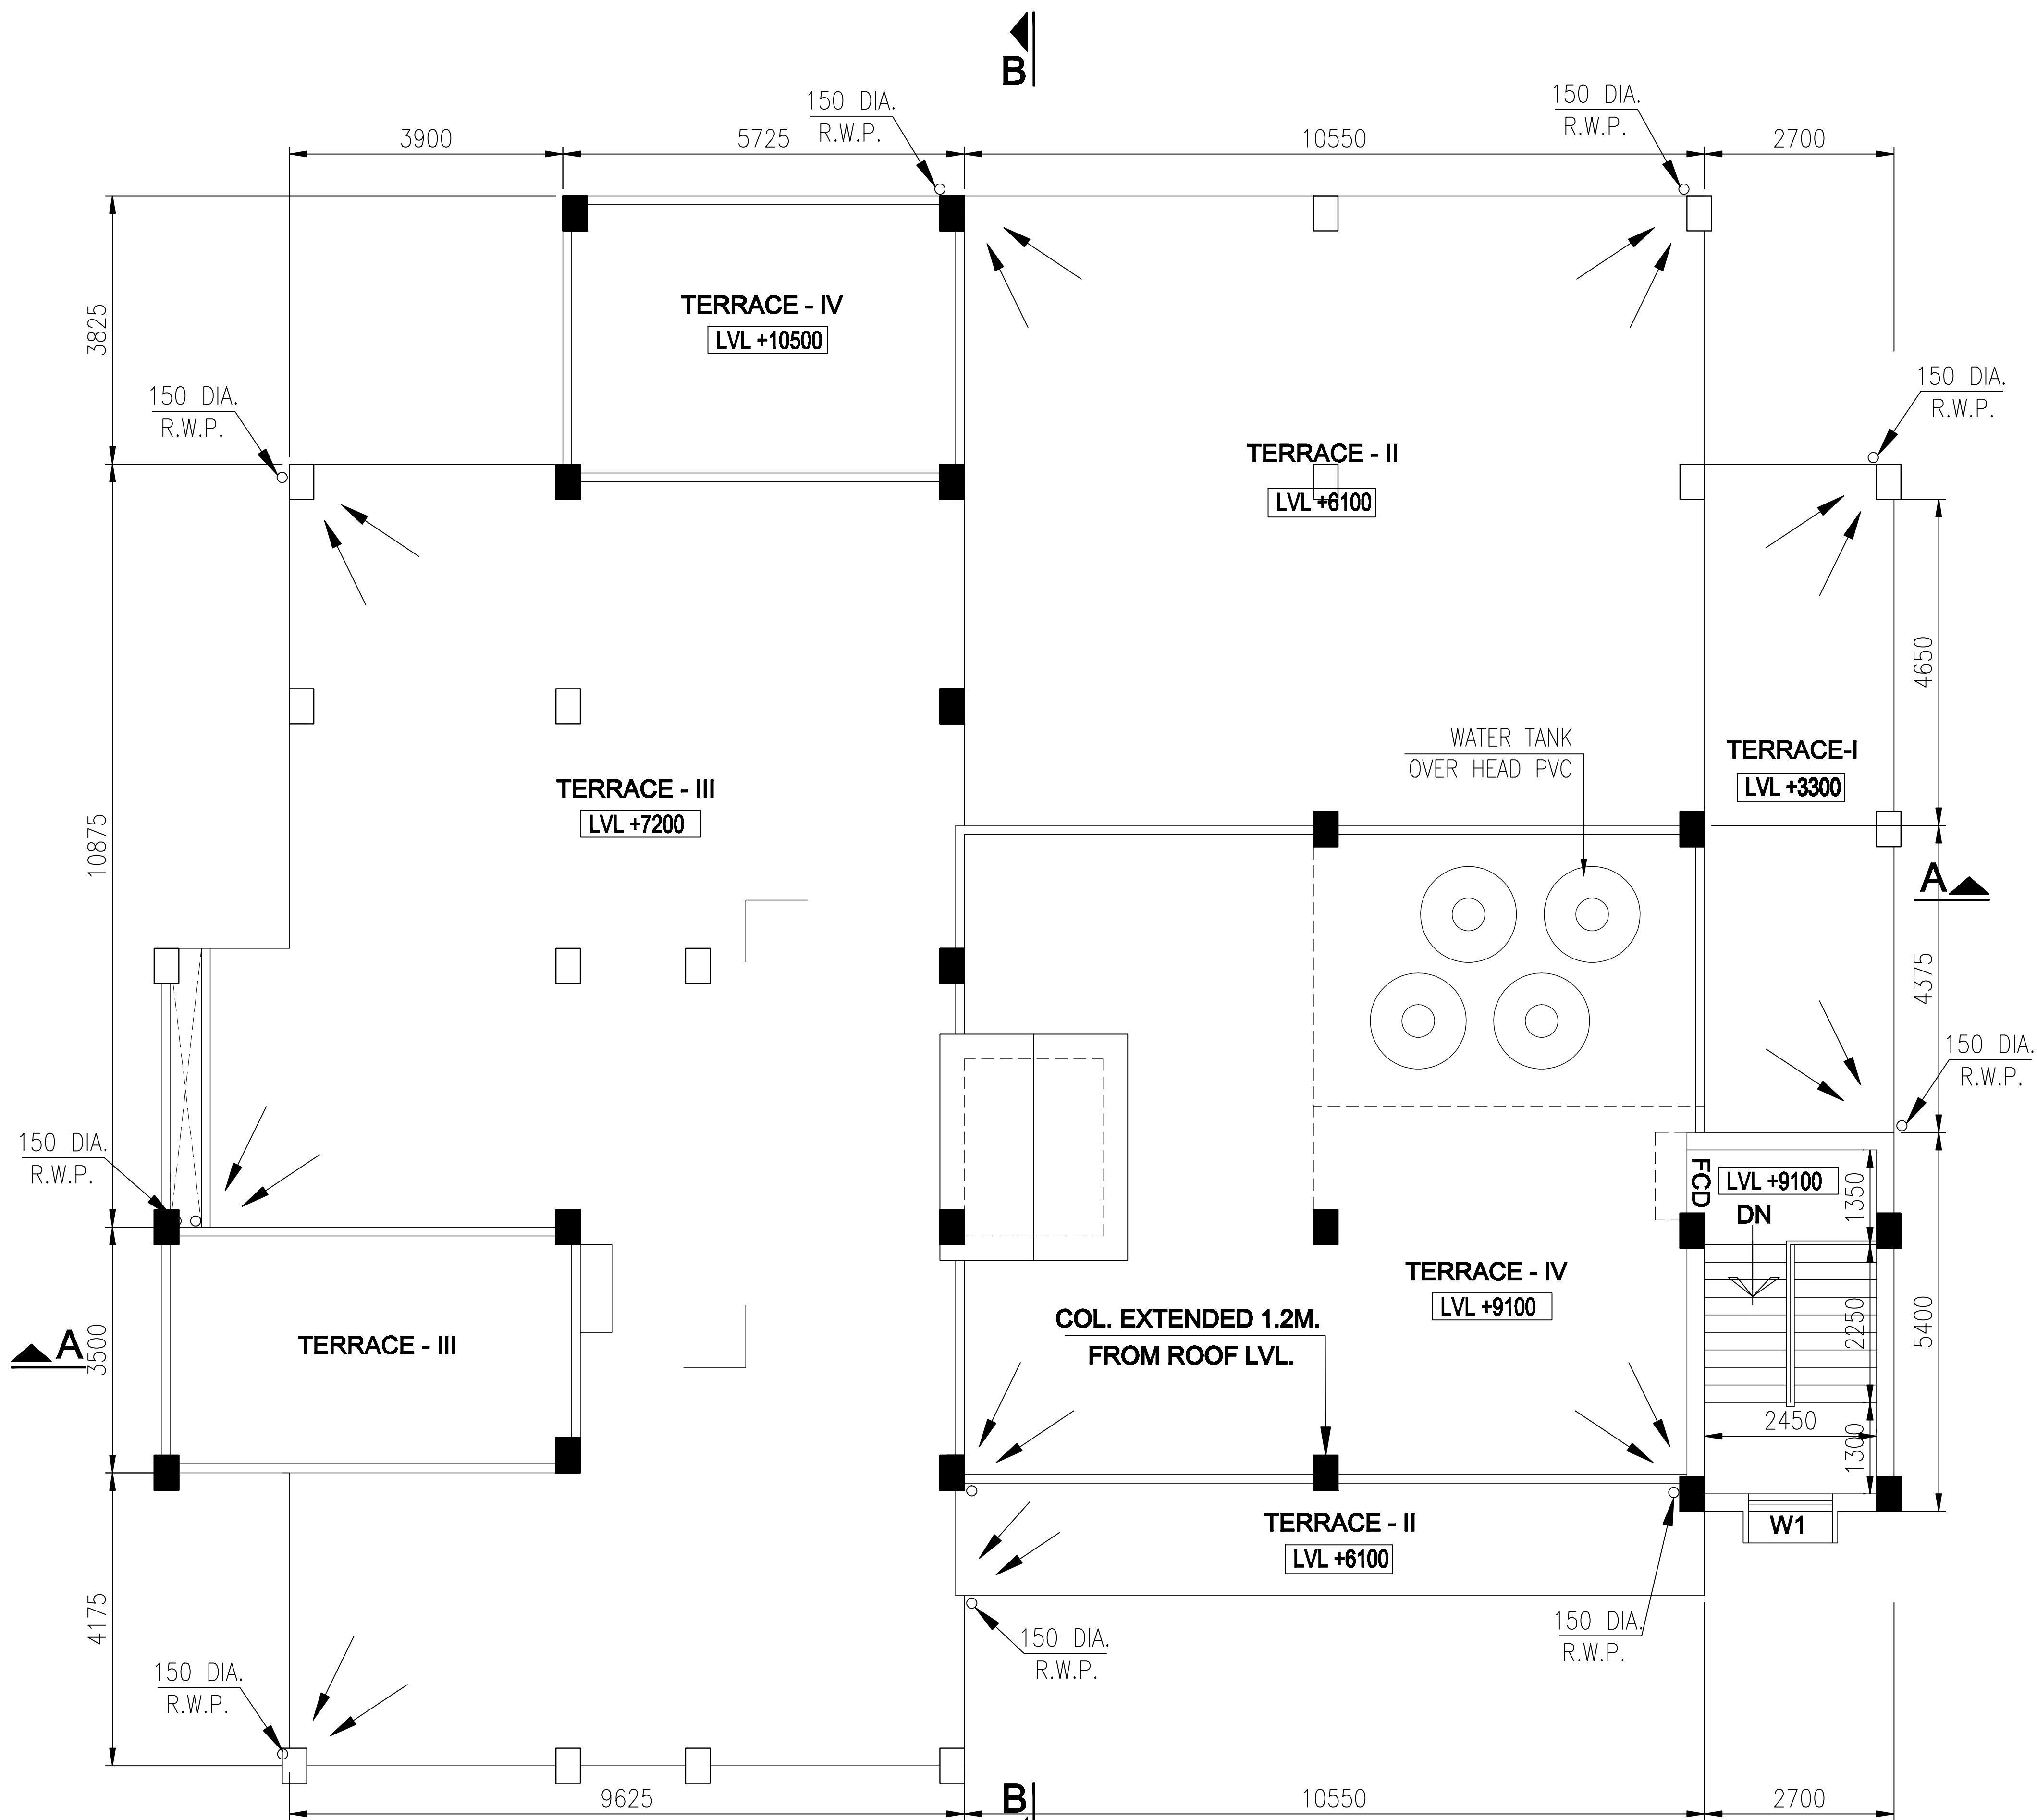 B
150 DIA.
R.W.P.
150 DIA.
R.W.P.
3900
5725
10550
2700
3825
TERRACE - IV
LVL +10500
150 DIA.
R.W.P.
150 DIA.
R.W.P.
TERRACE - II
LVL +6100
4650
WATER TANK
OVER HEAD PVC
TERRACE-I
LVL +3300
TERRACE - III
LVL +7200
10875
A
4375
150 DIA.
R.W.P.
150 DIA.
R.W.P.
FCD
LVL +9100
1350
DN
TERRACE - IV
LVL +9100
COL. EXTENDED 1.2M.
FROM ROOF LVL.
2250
5400
A
3500
TERRACE - III
2450
1300
TERRACE - II
LVL +6100
W1
4175
150 DIA.
R.W.P.
150 DIA.
R.W.P.
150 DIA.
R.W.P.
9625
B
10550
2700